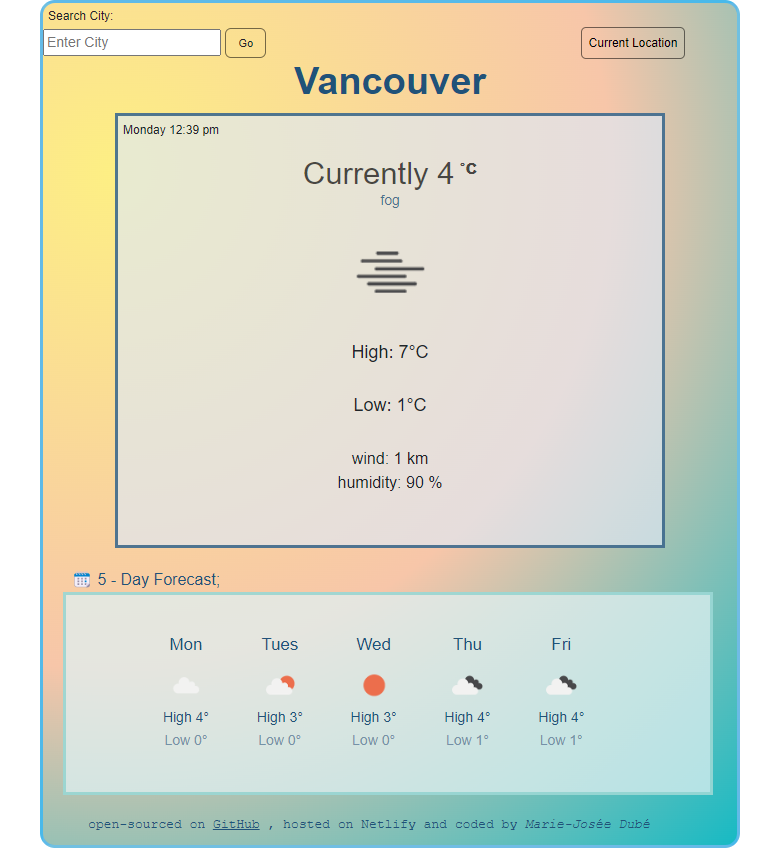 Search City:
Enter City Go Current Location
Vancouver
Monday 12:39 pm
Currently 4 °C
fog
High: 7°C
Low: 1°C
wind: 1 km
humidity: 90 %
5 - Day Forecast;
Mon Tues Wed Thu Fri
High 4° High 3° High 3° High 4° High 4°
Low 0° Low 0° Low 0° Low 1° Low 1°
open-sourced on GitHub , hosted on Netlify and coded by Marie-Josée Dubé